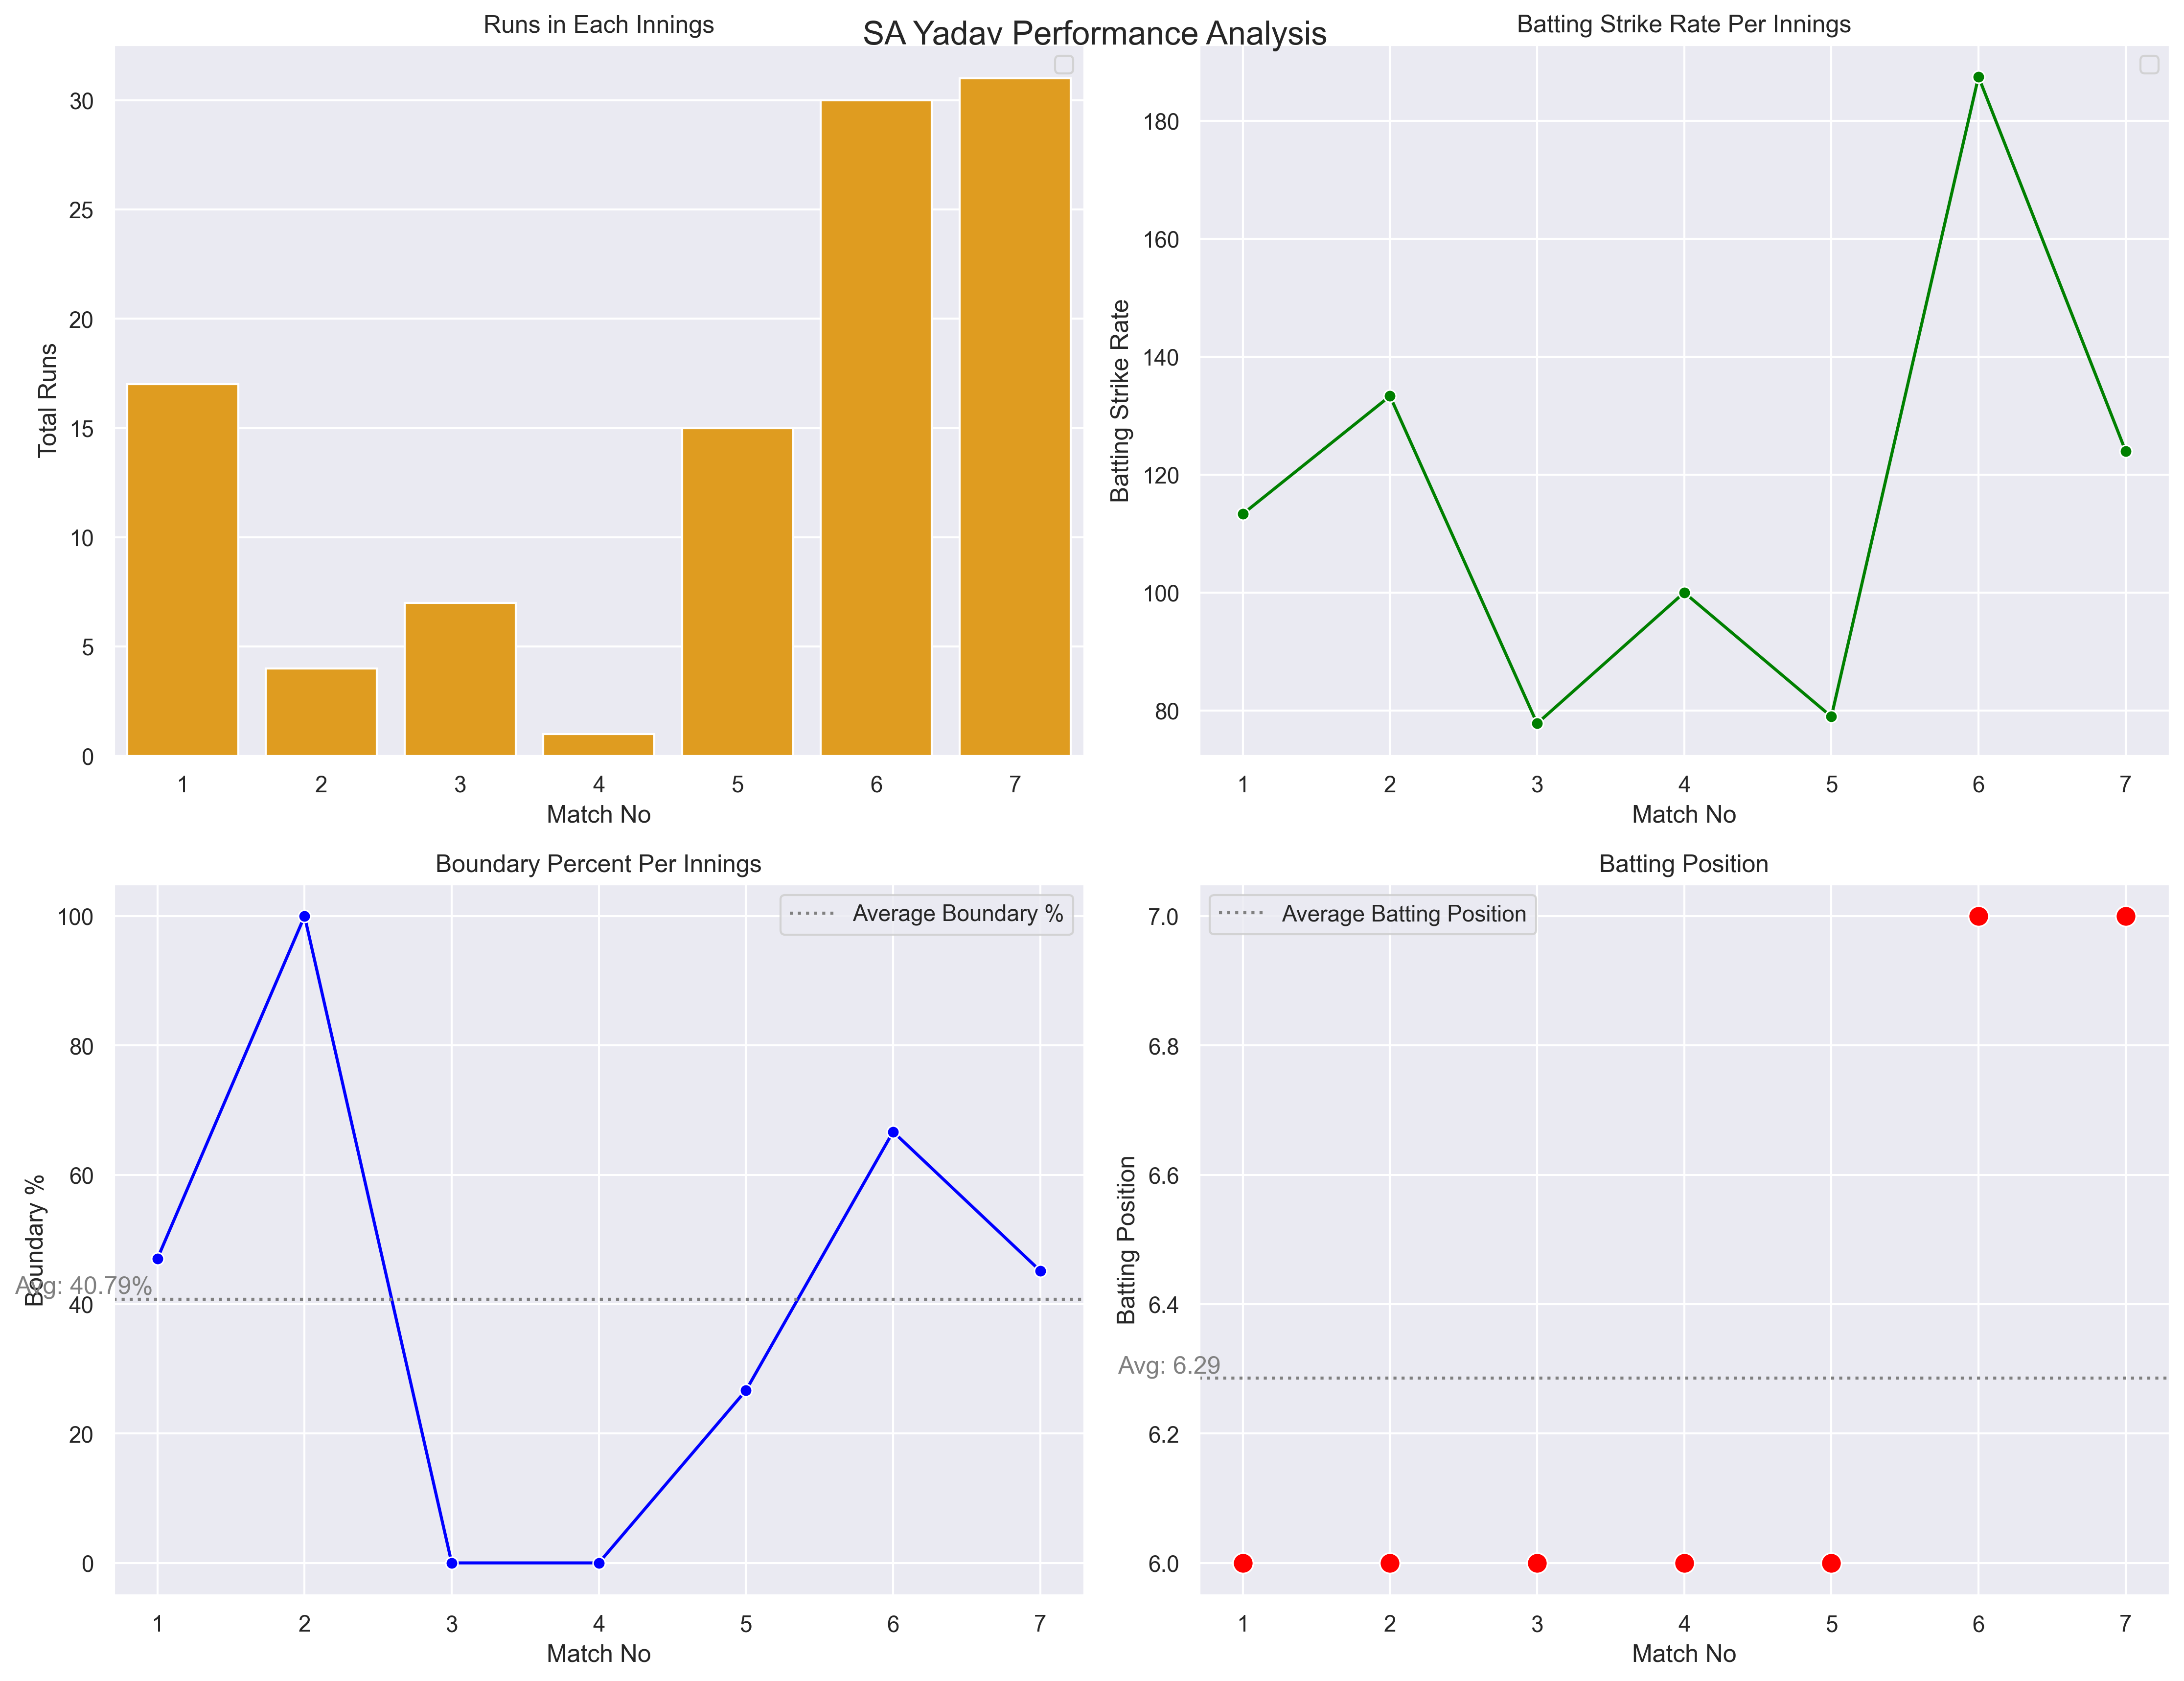 SA Yadav Performance Analysis
Runs in Each Innings
Total Runs
30
25
20
15
10
5
0
1 2 3 4 5 6 7
Match No
Batting Strike Rate Per Innings
Batting Strike Rate
180
160
140
120
100
80
1 2 3 4 5 6 7
Match No
Boundary Percent Per Innings
Average Boundary %
Boundary %
100
80
60
Avg: 40.79%
40
20
0
1 2 3 4 5 6 7
Match No
Batting Position
Average Batting Position
Batting Position
7.0
6.8
6.6
6.4
Avg: 6.29
6.2
6.0
1 2 3 4 5 6 7
Match No